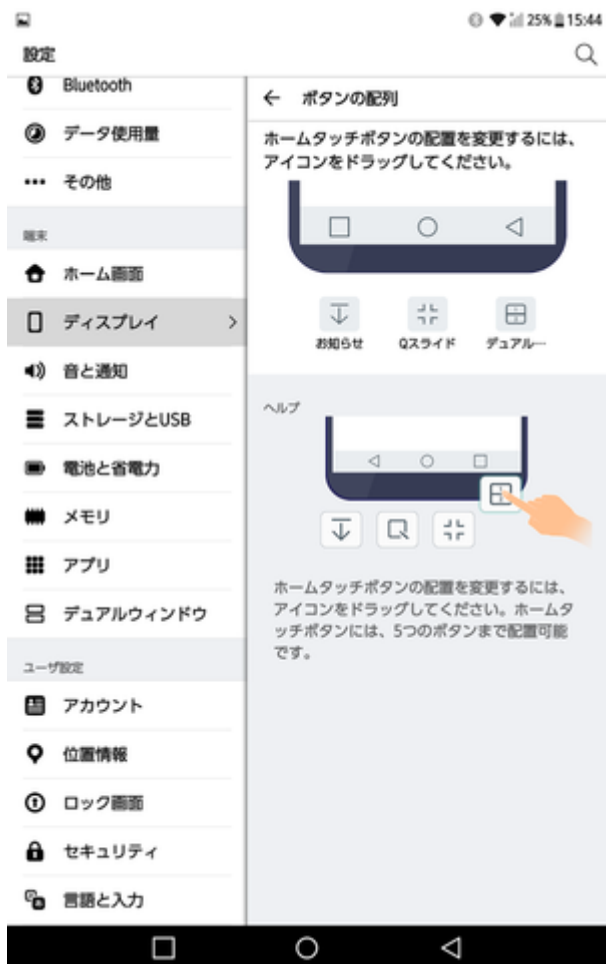 25% 15:44
設定
Bluetooth
データ使用量
その他
端末
ホーム画面
ディスプレイ
音と通知
ストレージとUSB
電池と省電力
メモリ
アプリ
デュアルウィンドウ
ユーザ設定
アカウント
位置情報
ロック画面
セキュリティ
言語と入力
ボタンの配列
ホームタッチボタンの配置を変更するには、
アイコンをドラッグしてください。
お知らせ Qスライド デュアル…
ヘルプ
ホームタッチボタンの配置を変更するには、
アイコンをドラッグしてください。ホームタ
ッチボタンには、5つのボタンまで配置可能
です。